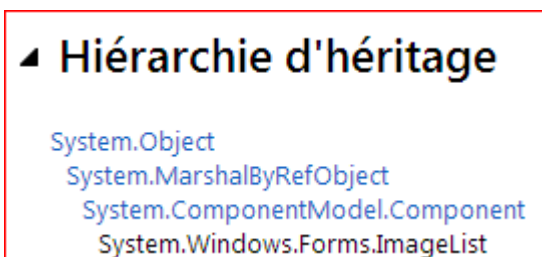 Hiérarchie d'héritage
System.Object
System.MarshalByRefObject
System.ComponentModel.Component
System.Windows.Forms.ImageList